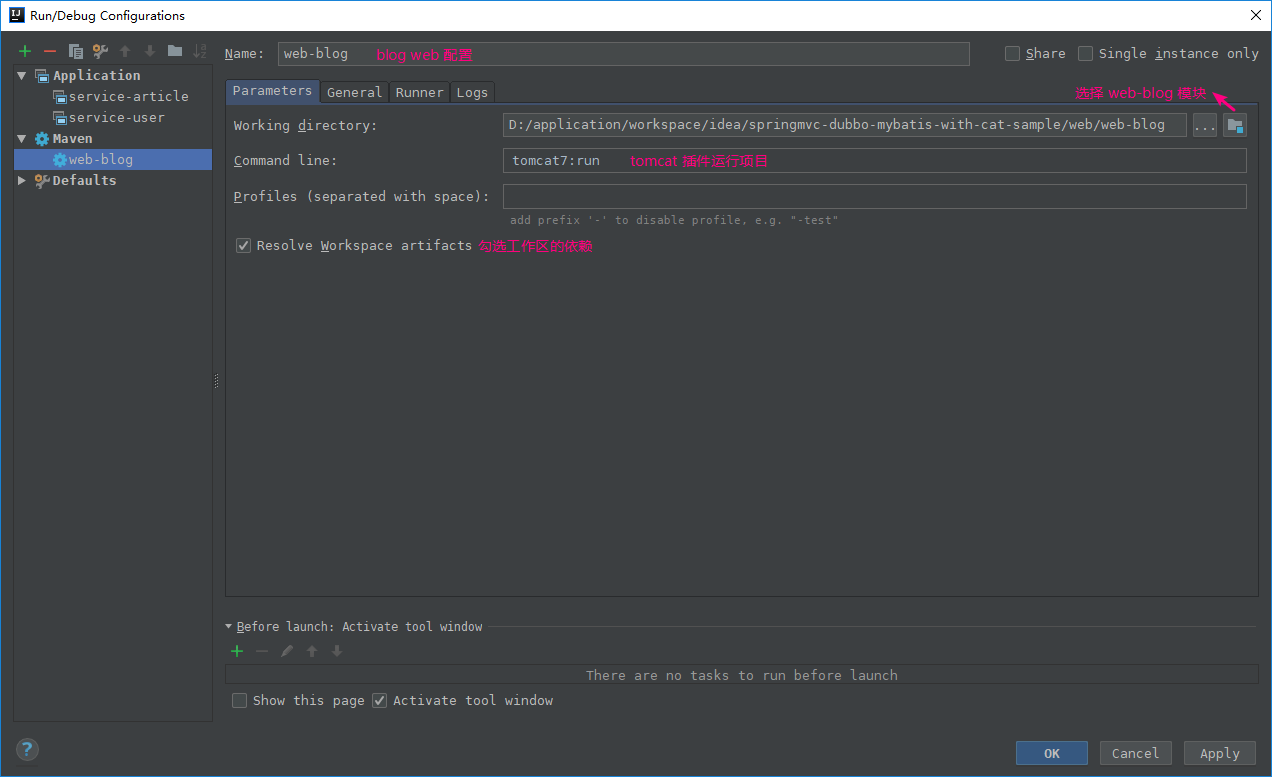 Run/Debug Configurations
Name: web-blog blog web 配置 Share Single instance only
Application
service-article
service-user
Maven
web-blog
Defaults
Parameters General Runner Logs
选择 web-blog 模块
Working directory: D:/application/workspace/idea/springmvc-dubbo-mybatis-with-cat-sample/web/web-blog ...
Command line: tomcat7:run tomcat 插件运行项目
Profiles (separated with space):
add prefix '-' to disable profile, e.g. "-test"
Resolve Workspace artifacts 勾选工作区的依赖
Before launch: Activate tool window
There are no tasks to run before launch
Show this page Activate tool window
? OK Cancel Apply